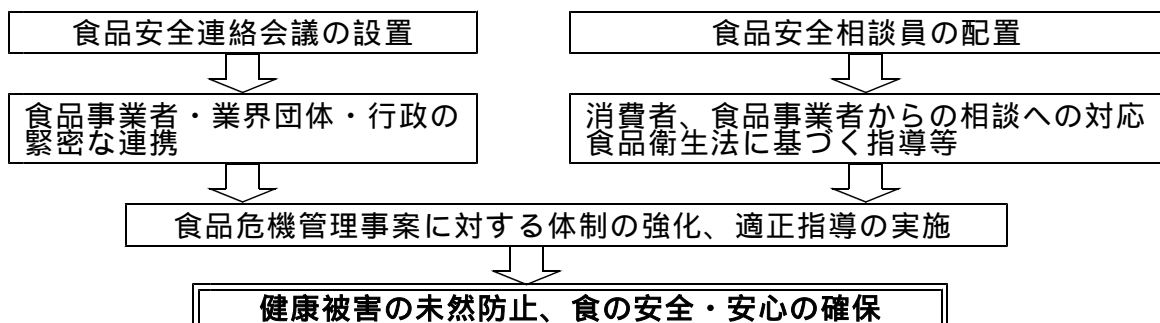 食品安全連絡会議の設置
食品安全相談員の配置
食品事業者・業界団体・行政の
緊密な連携
消費者、食品事業者からの相談への対応
食品衛生法に基づく指導等
食品危機管理事案に対する体制の強化、適正指導の実施
健康被害の未然防止、食の安全・安心の確保